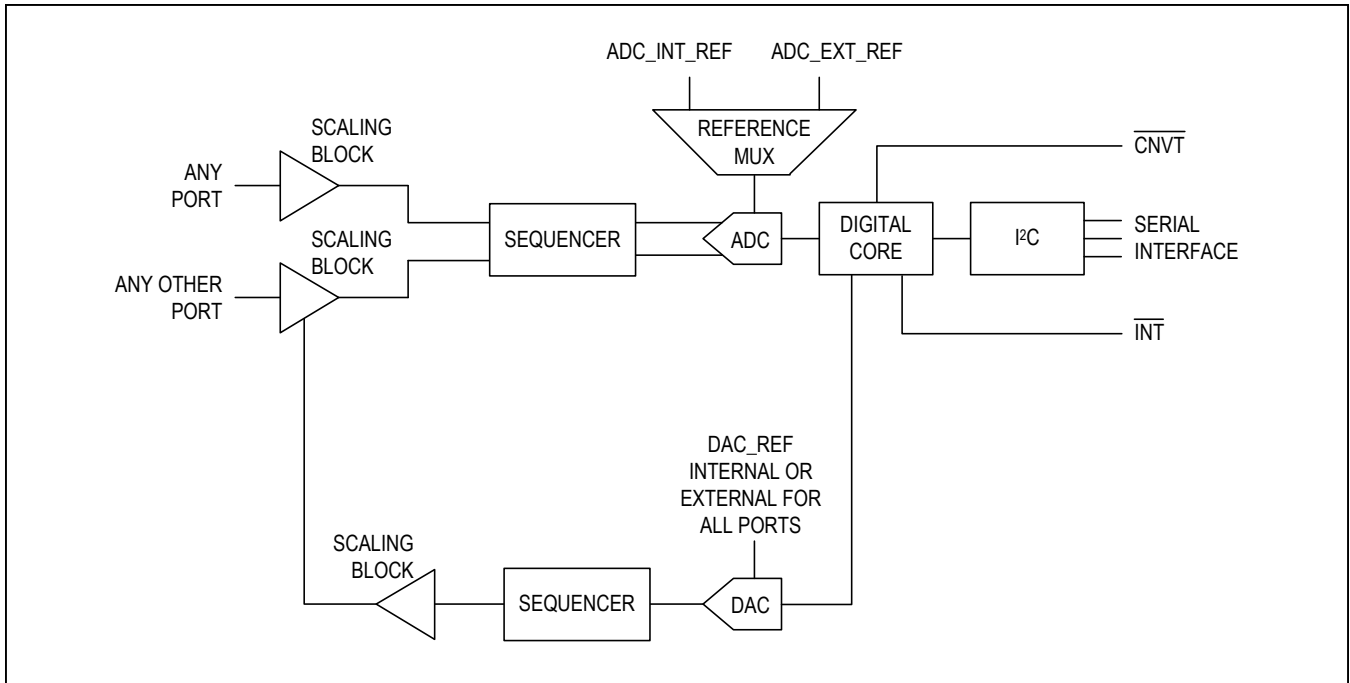 ADC_INT_REF
ADC_EXT_REF
REFERENCE
MUX
SCALING
BLOCK
ANY
PORT
SCALING
BLOCK
ANY OTHER
PORT
SEQUENCER
ADC
DIGITAL
CORE
I²C
CNVT
SERIAL
INTERFACE
INT
DAC_REF
INTERNAL OR
EXTERNAL FOR
ALL PORTS
SCALING
BLOCK
SEQUENCER
DAC